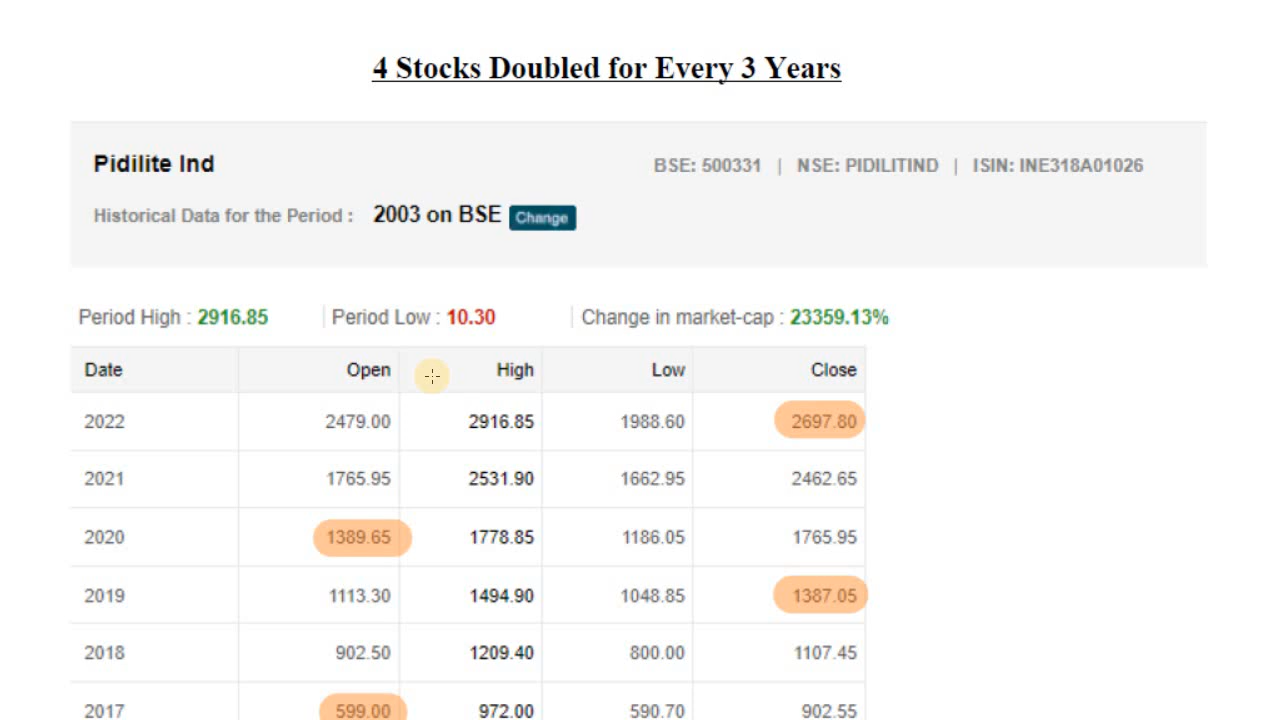 4 Stocks Doubled for Every 3 Years
Pidilite Ind BSE: 500331 | NSE: PIDILITIND | ISIN: INE318A01026
Historical Data for the Period : 2003 on BSE Change
Period High : 2916.85 Period Low : 10.30 Change in market-cap : 23359.13%
Date Open High Low Close
2022 2479.00 2916.85 1988.60 2697.80
2021 1765.95 2531.90 1662.95 2462.65
2020 1389.65 1778.85 1186.05 1765.95
2019 1113.30 1494.90 1048.85 1387.05
2018 902.50 1209.40 800.00 1107.45
2017 599.00 972.00 590.70 902.55